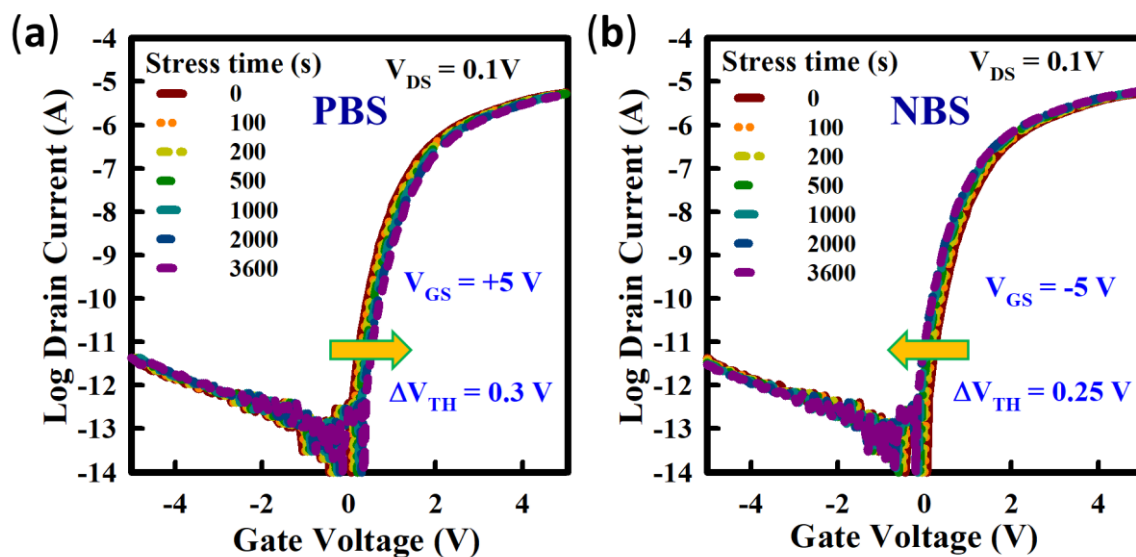 (a)
Log Drain Current (A)
-4
-5
-6
-7
-8
-9
-10
-11
-12
-13
-14
Stress time (s)
0
100
200
500
1000
2000
3600
V_DS = 0.1V
PBS
V_GS = +5 V
ΔV_TH = 0.3 V
-4 -2 0 2 4
Gate Voltage (V)
(b)
Log Drain Current (A)
-4
-5
-6
-7
-8
-9
-10
-11
-12
-13
-14
Stress time (s)
0
100
200
500
1000
2000
3600
V_DS = 0.1V
NBS
V_GS = -5 V
ΔV_TH = 0.25 V
-4 -2 0 2 4
Gate Voltage (V)